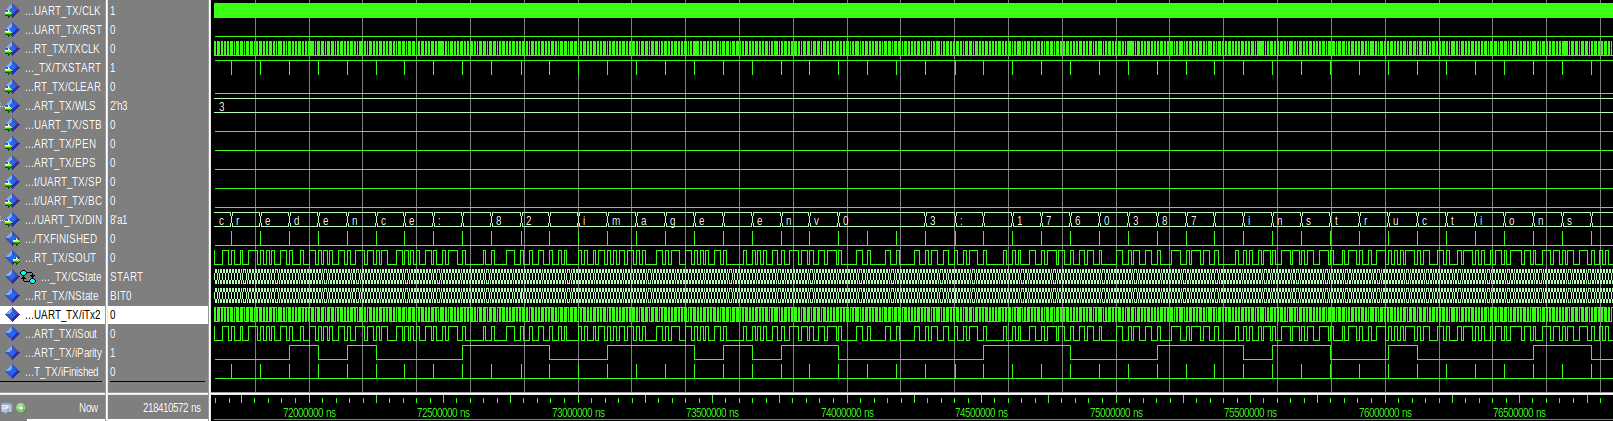 ...UART_TX/CLK 1
...UART_TX/RST 0
...RT_TX/TXCLK 0
..._TX/TXSTART 1
...RT_TX/CLEAR 0
...ART_TX/WLS 2'h3 3
...UART_TX/STB 0
...ART_TX/PEN 0
...ART_TX/EPS 0
...t/UART_TX/SP 0
...t/UART_TX/BC 0
.../UART_TX/DIN 8'a1 c r e d e n c e : 8 2 i m a g e e n v 0 3 : 1 7 6 0 3 8 7 i n s t r u c t i o n s
.../TXFINISHED 0
...RT_TX/SOUT 0
..._TX/CState START
...RT_TX/NState BIT0
...UART_TX/iTx2 0
...ART_TX/iSout 0
...ART_TX/iParity 1
...T_TX/iFinished 0
Now 218410572 ns 72000000 ns 72500000 ns 73000000 ns 73500000 ns 74000000 ns 74500000 ns 75000000 ns 75500000 ns 76000000 ns 76500000 ns